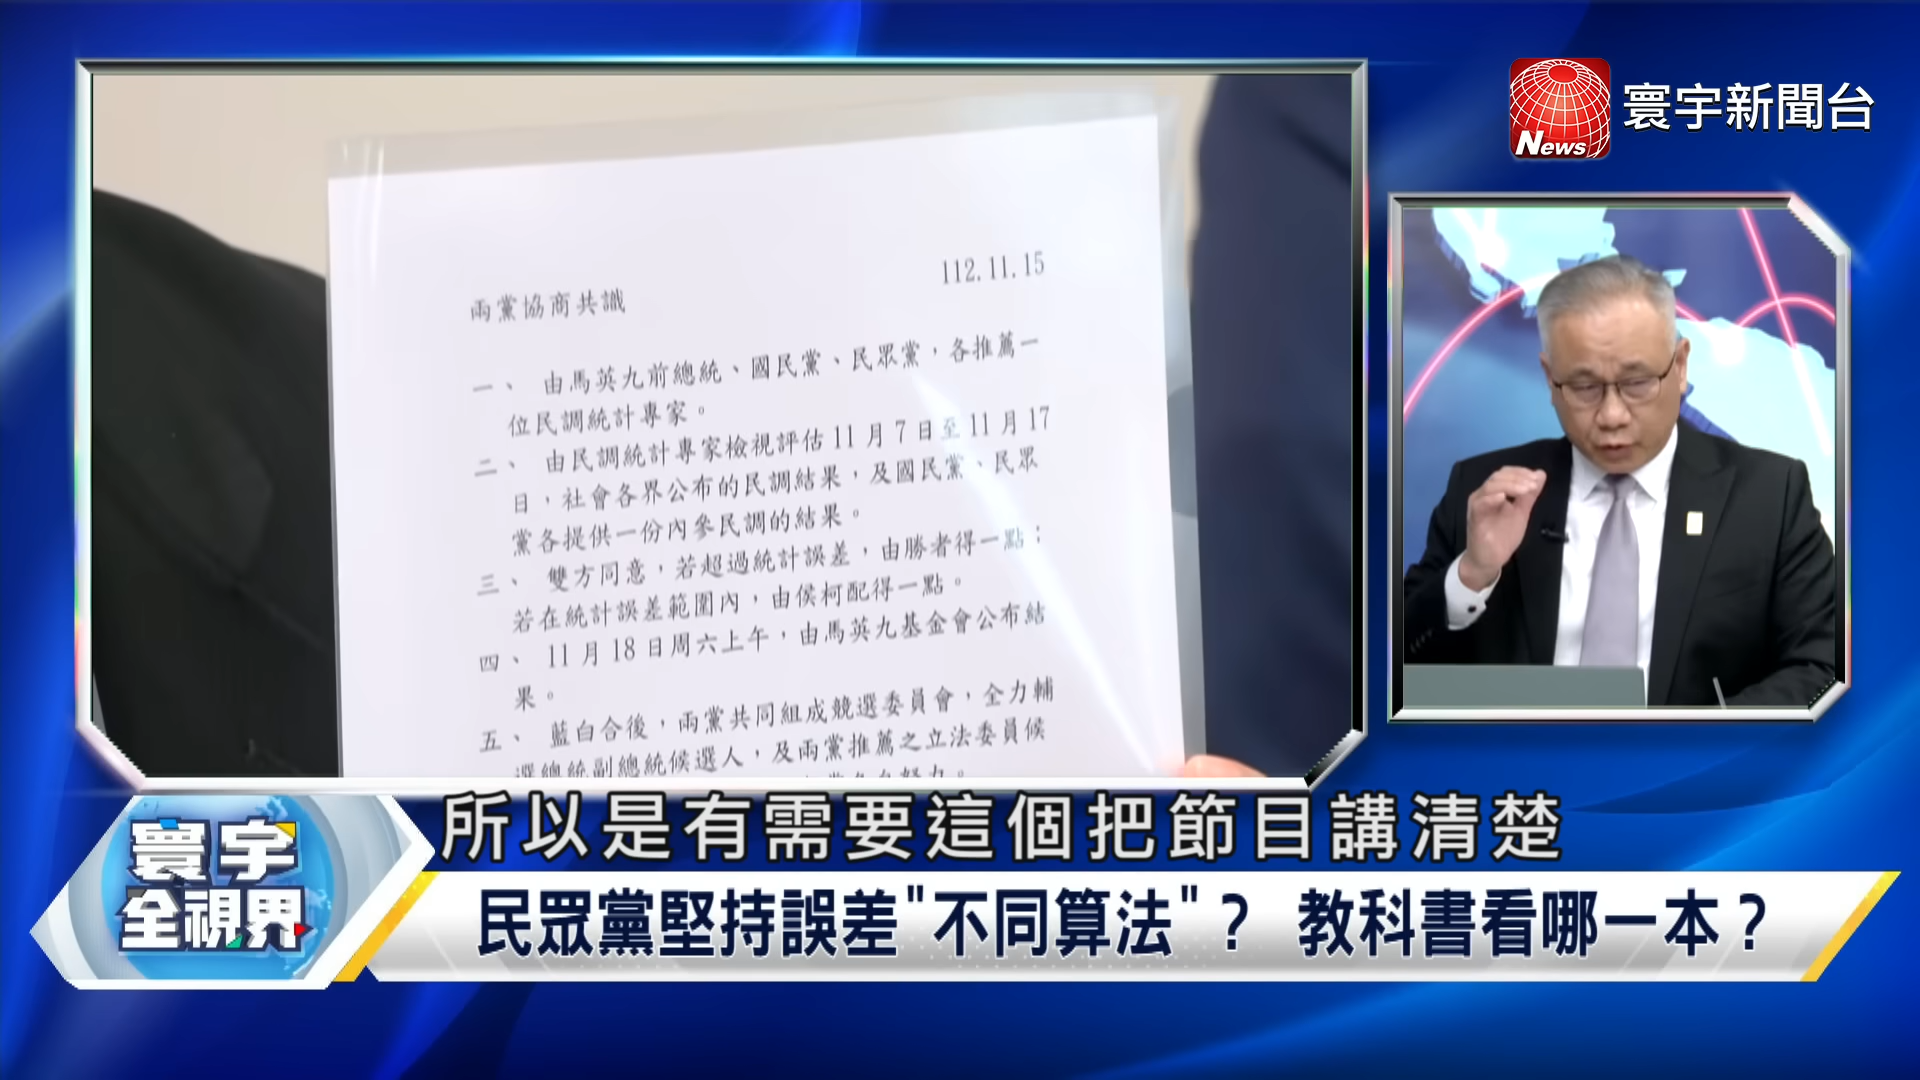 News
寰宇新聞台
112.11.15
兩黨協商共識
一、 由馬英九前總統、國民黨、民眾黨，各推薦一
位民調統計專家。
二、 由民調統計專家檢視評估11月7日至11月17
日，社會各界公布的民調結果，及國民黨、民眾
黨各提供一份內參民調的結果。
三、 雙方同意，若超過統計誤差，由勝者得一點；
若在統計誤差範圍內，由侯柯配得一點。
四、 11月18日周六上午，由馬英九基金會公布結
果。
五、 藍白合後，兩黨共同組成競選委員會，全力輔
選總統副總統候選人，及兩黨推薦之立法委員候
所以是有需要這個把節目講清楚
寰宇
全視界
民眾黨堅持誤差"不同算法"？ 教科書看哪一本？